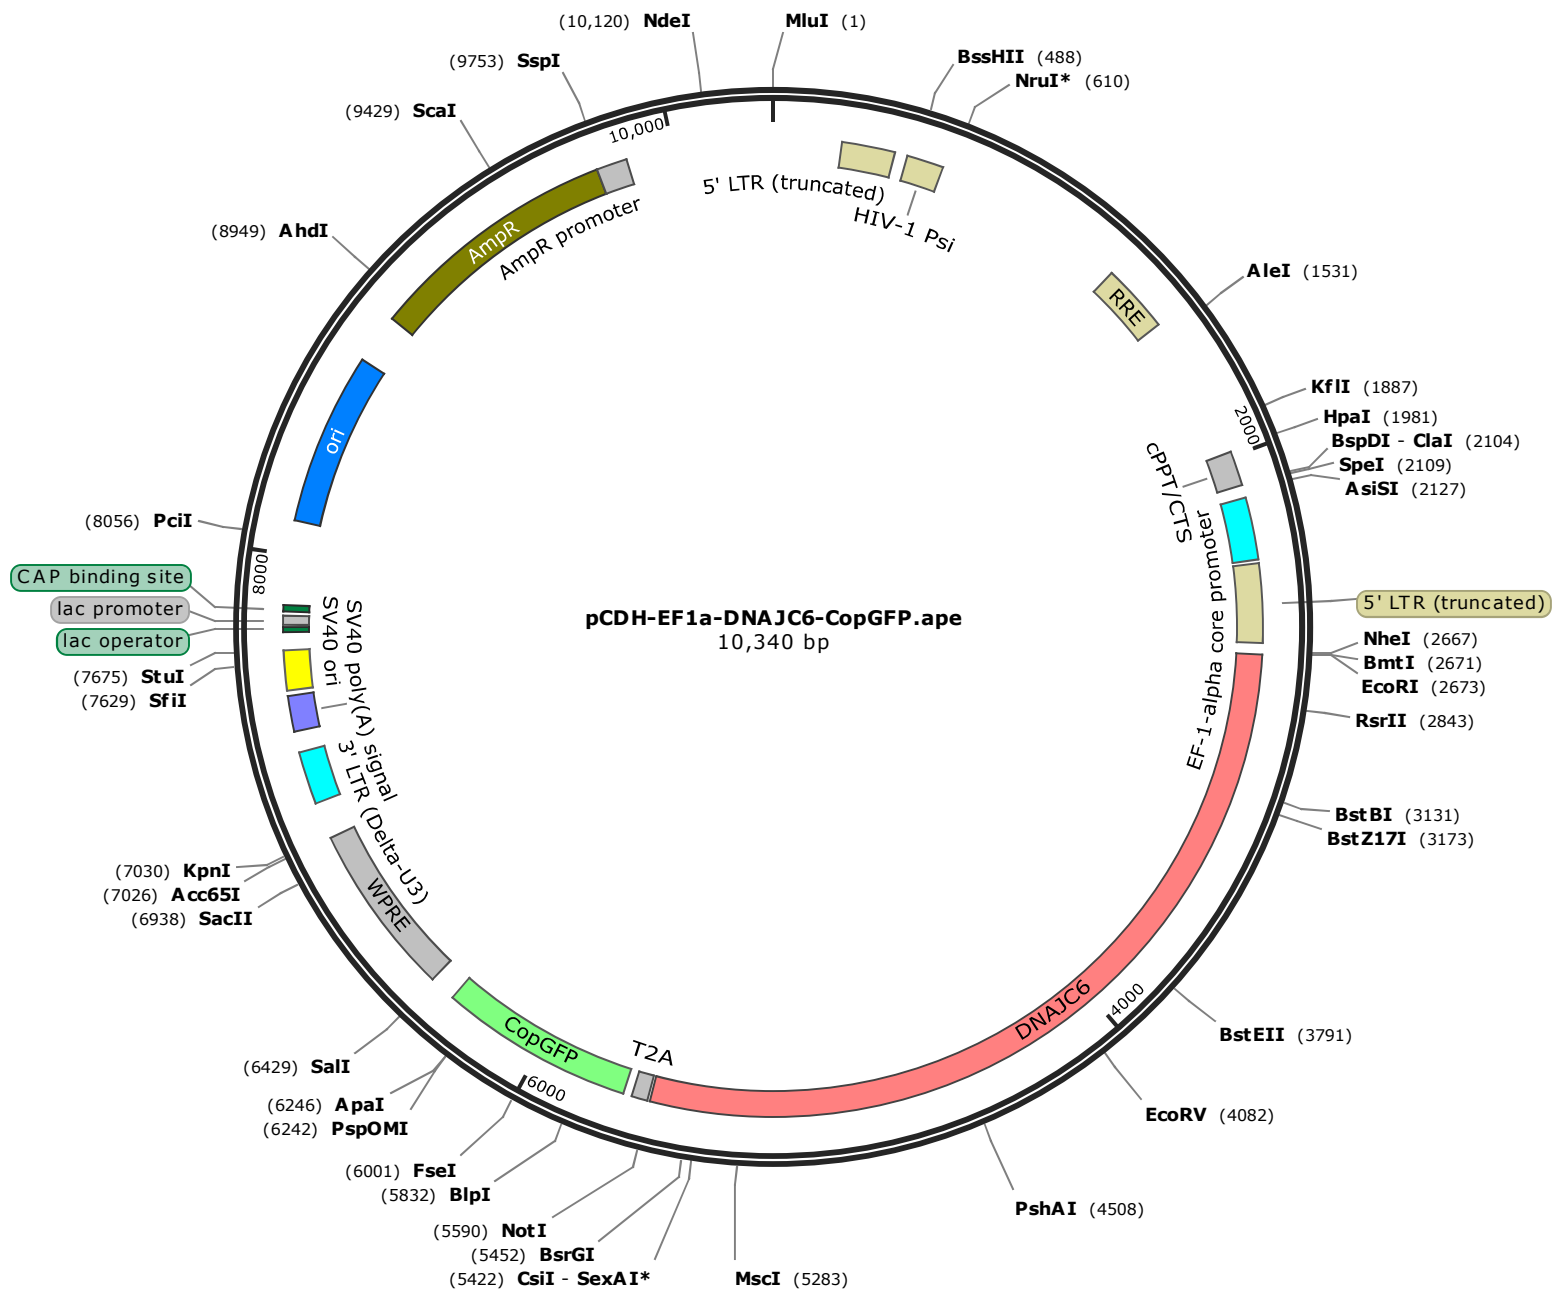 (10,120) NdeI
MluI (1)
(9753) SspI
BssHII (488)
NruI* (610)
(9429) ScaI
10,000
5' LTR (truncated)
HIV-1 Psi
AmpR
AmpR promoter
(8949) AhdI
AleI (1531)
RRE
KflI (1887)
2000
HpaI (1981)
BspDI - ClaI (2104)
SpeI (2109)
AsiSI (2127)
ori
cPPT/CTS
(8056) PciI
8000
CAP binding site
lac promoter
lac operator
EF-1-alpha core promoter
5' LTR (truncated)
pCDH-EF1a-DNAJC6-CopGFP.ape
10,340 bp
SV40 ori
SV40 poly(A) signal
NheI (2667)
BmtI (2671)
EcoRI (2673)
(7675) StuI
(7629) SfiI
RsrII (2843)
3' LTR (Delta-U3)
BstBI (3131)
BstZ17I (3173)
(7030) KpnI
(7026) Acc65I
(6938) SacII
WPRE
DNAJC6
4000
BstEII (3791)
CopGFP
T2A
6000
(6429) SalI
(6246) ApaI
(6242) PspOMI
EcoRV (4082)
(6001) FseI
(5832) BlpI
PshAI (4508)
(5590) NotI
(5452) BsrGI
(5422) CsiI - SexAI*
MscI (5283)